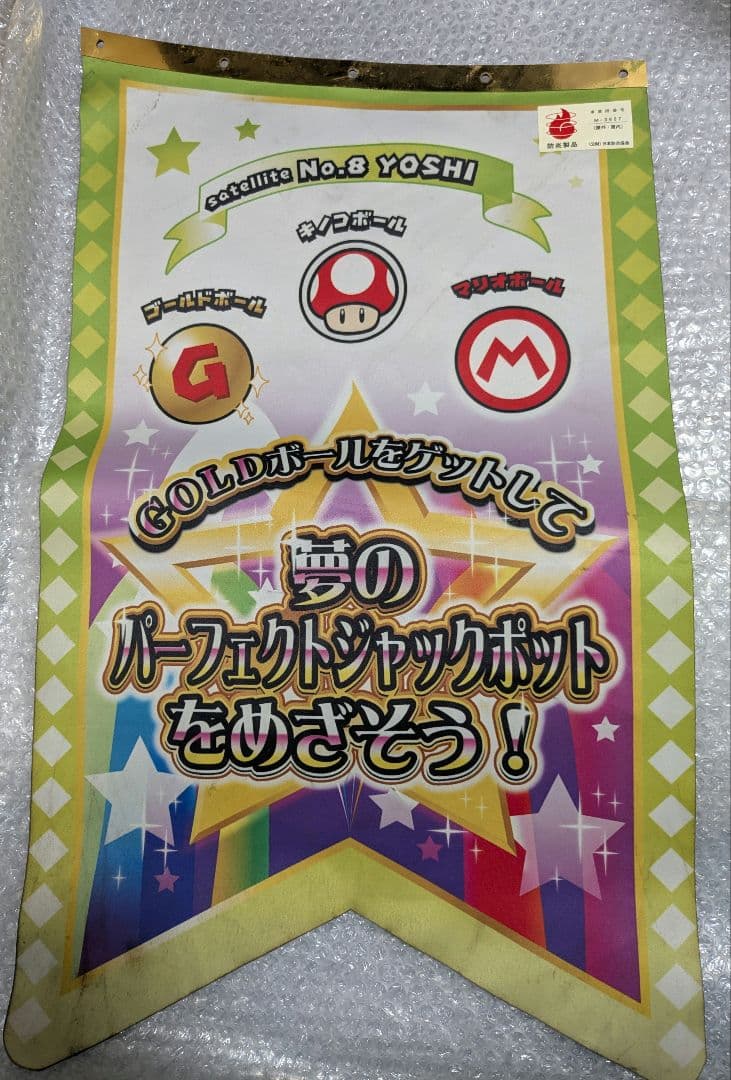 satellite No.8 YOSHI
キノコボール
ゴールドボール
マリオボール
G
M
GOLDボールをゲットして
夢の
パーフェクトジャックポット
をめざそう！
防炎製品